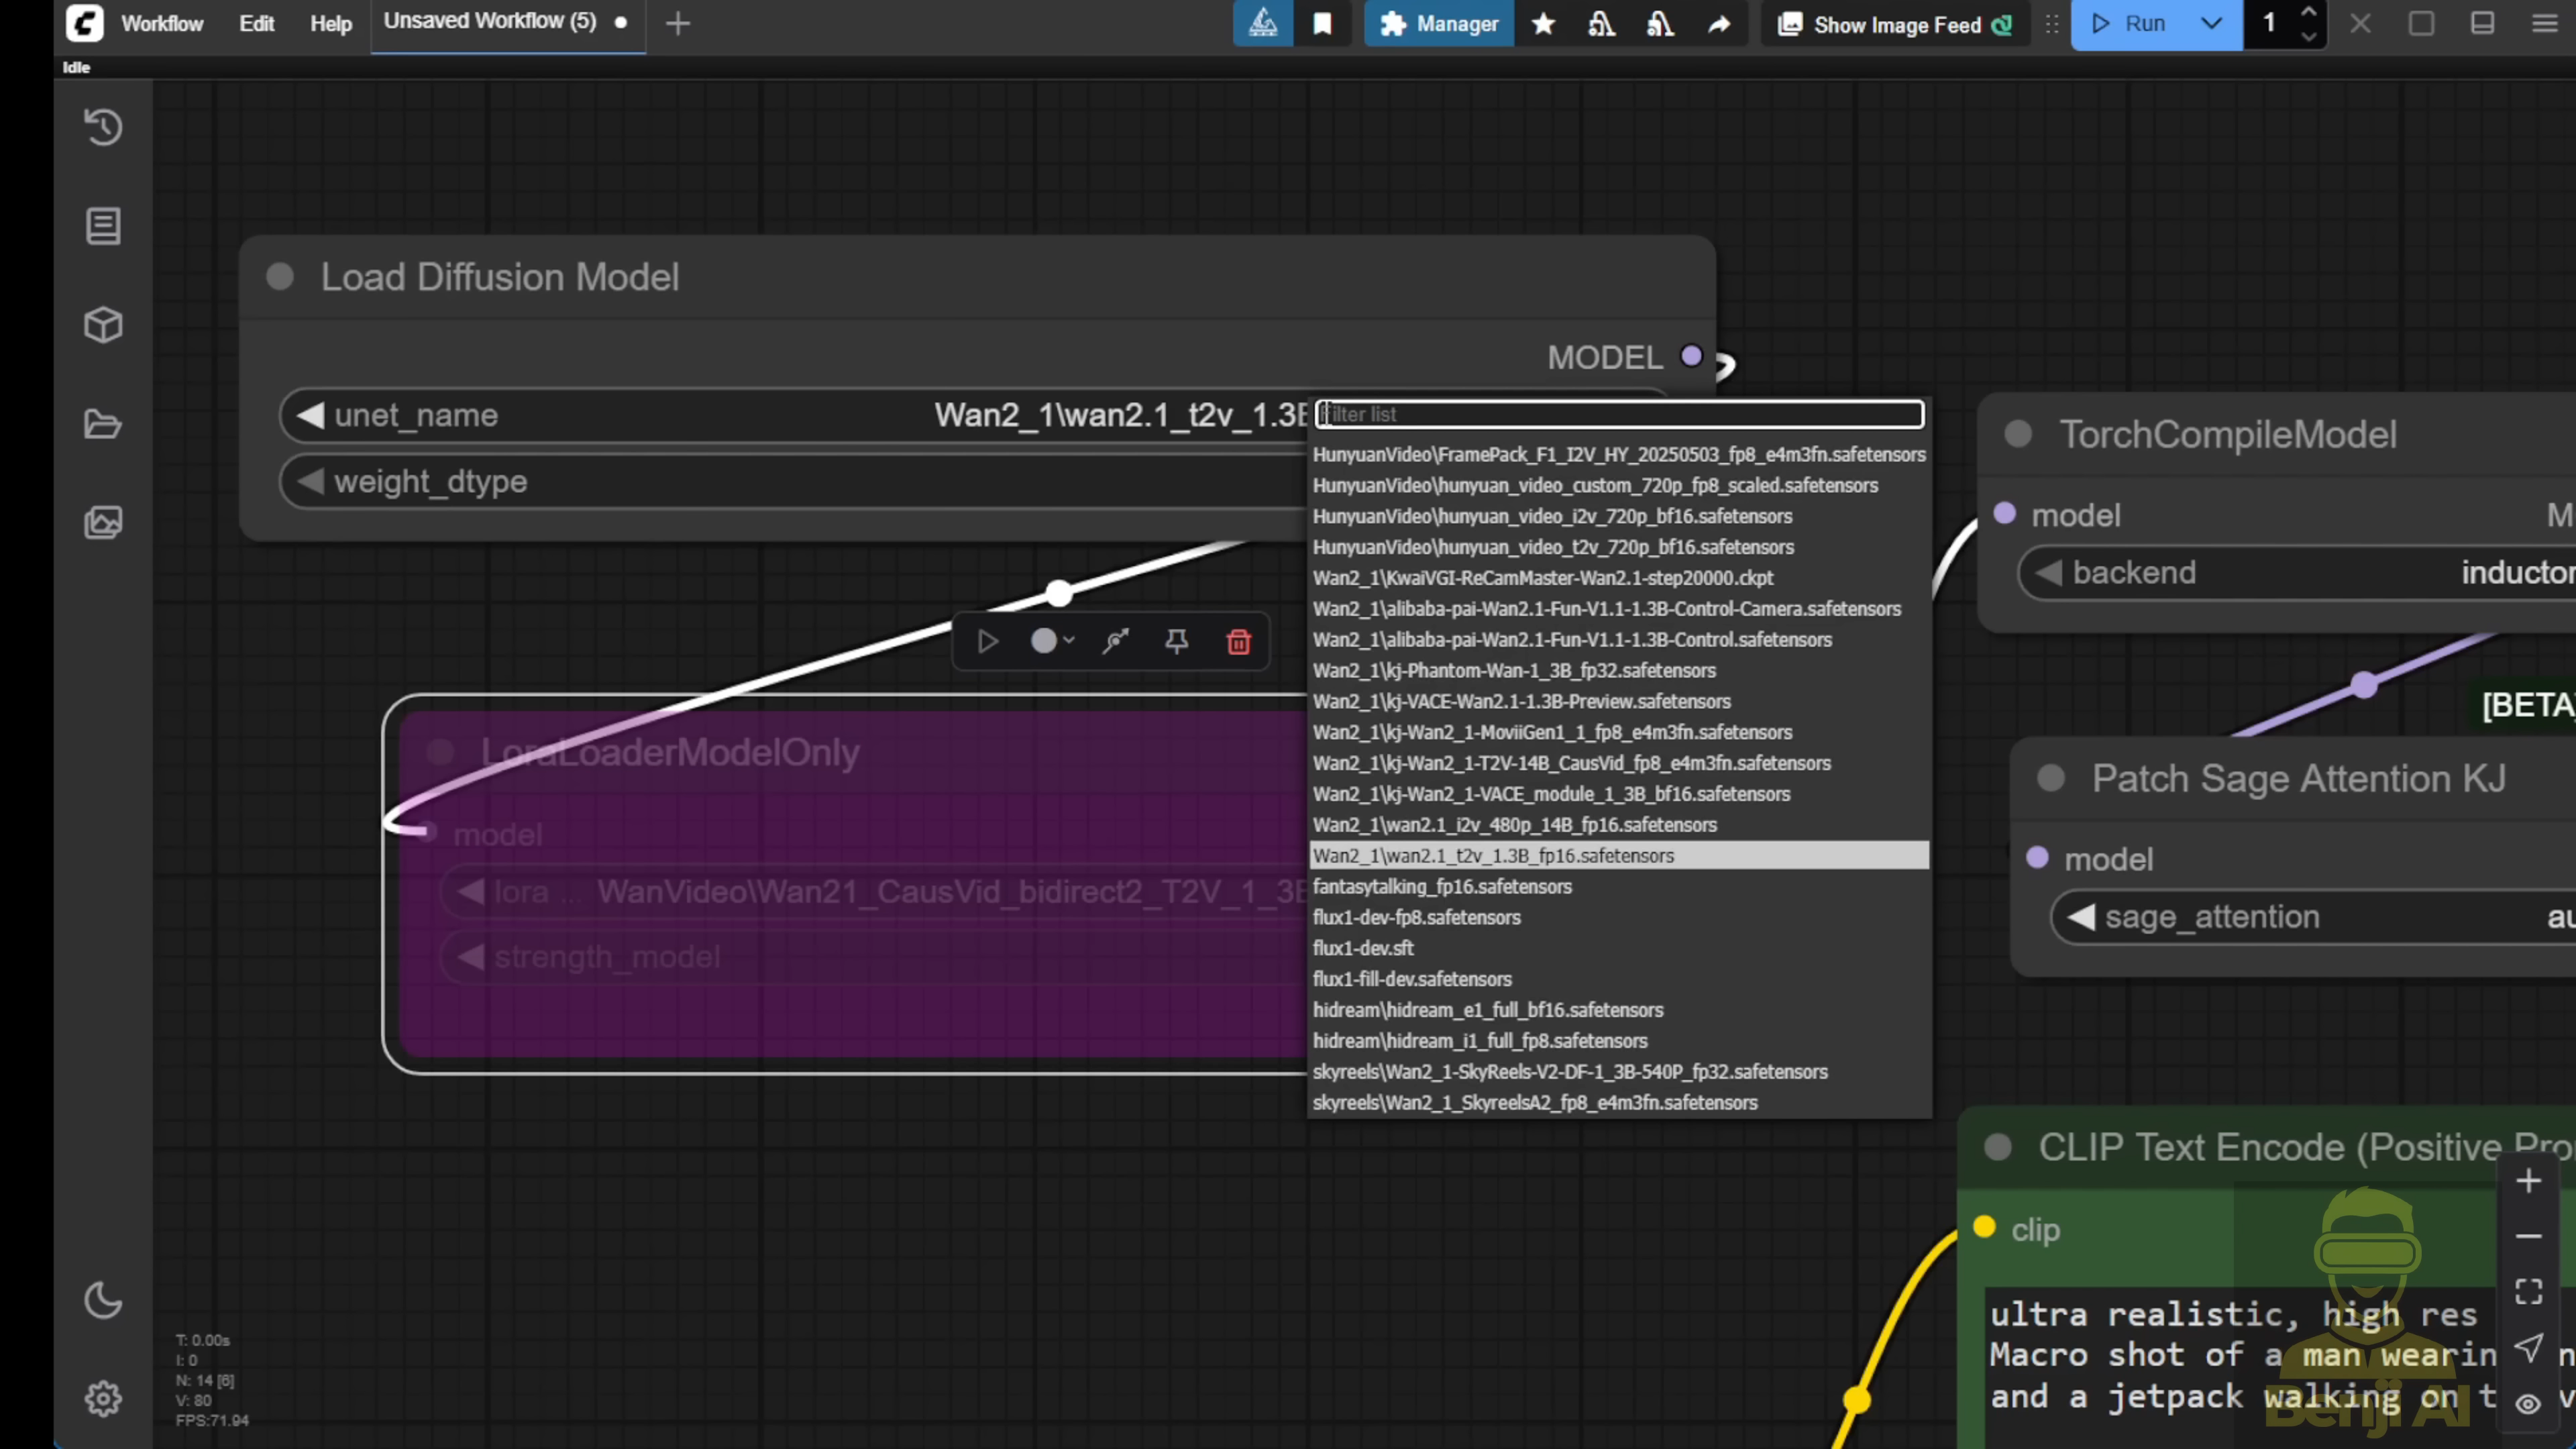 Workflow Edit Help Unsaved Workflow (5)
Manager
Show Image Feed
Run
1
Idle
Load Diffusion Model
MODEL
unet_name Wan2_1\wan2.1_t2v_1.3B
weight_dtype
Filter list
HunyuanVideo\FramePack_F1_I2V_HY_20250503_fp8_e4m3fn.safetensors
HunyuanVideo\hunyuan_video_custom_720p_fp8_scaled.safetensors
HunyuanVideo\hunyuan_video_i2v_720p_bf16.safetensors
HunyuanVideo\hunyuan_video_t2v_720p_bf16.safetensors
Wan2_1\KwaiVGI-ReCamMaster-Wan2.1-step20000.ckpt
Wan2_1\alibaba-pai-Wan2.1-Fun-V1.1-1.3B-Control-Camera.safetensors
Wan2_1\alibaba-pai-Wan2.1-Fun-V1.1-1.3B-Control.safetensors
Wan2_1\kj-Phantom-Wan-1_3B_fp32.safetensors
Wan2_1\kj-VACE-Wan2.1-1.3B-Preview.safetensors
Wan2_1\kj-Wan2_1-MoviiGen1_1_fp8_e4m3fn.safetensors
Wan2_1\kj-Wan2_1-T2V-14B_CausVid_fp8_e4m3fn.safetensors
Wan2_1\kj-Wan2_1-VACE_module_1_3B_bf16.safetensors
Wan2_1\wan2.1_i2v_480p_14B_fp16.safetensors
Wan2_1\wan2.1_t2v_1.3B_fp16.safetensors
fantasytalking_fp16.safetensors
flux1-dev-fp8.safetensors
flux1-dev.sft
flux1-fill-dev.safetensors
hidream\hidream_e1_full_bf16.safetensors
hidream\hidream_i1_full_fp8.safetensors
skyreels\Wan2_1-SkyReels-V2-DF-1_3B-540P_fp32.safetensors
skyreels\Wan2_1_SkyreelsA2_fp8_e4m3fn.safetensors
LoraLoaderModelOnly
model
lora ... WanVideo\Wan21_CausVid_bidirect2_T2V_1_3B
strength_model
TorchCompileModel
model M
backend inductor
[BETA]
Patch Sage Attention KJ
model
sage_attention au
CLIP Text Encode (Positive Pro
clip
ultra realistic, high res
Macro shot of a man wearin
and a jetpack walking on t
Benji AI
T: 0.00s
I: 0
N: 14 [6]
V: 80
FPS:71.94